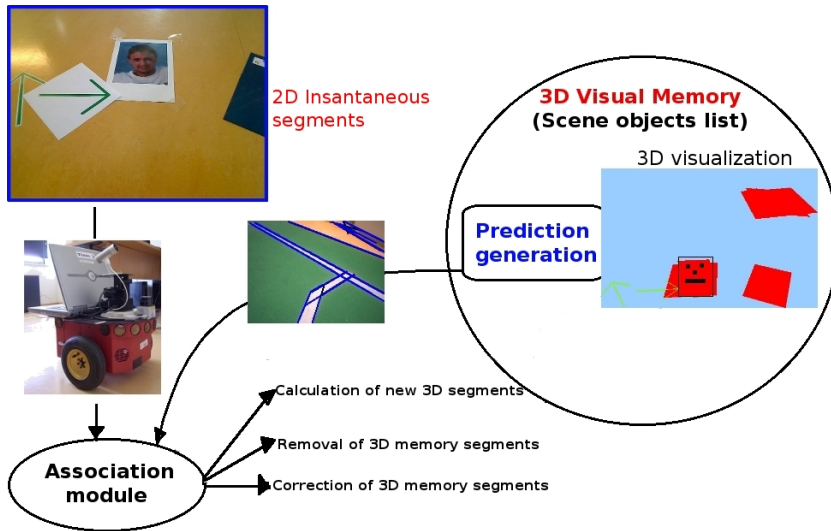 2D Insantaneous
segments
3D Visual Memory
(Scene objects list)
3D visualization
Prediction
generation
Calculation of new 3D segments
Removal of 3D memory segments
Correction of 3D memory segments
Association
module